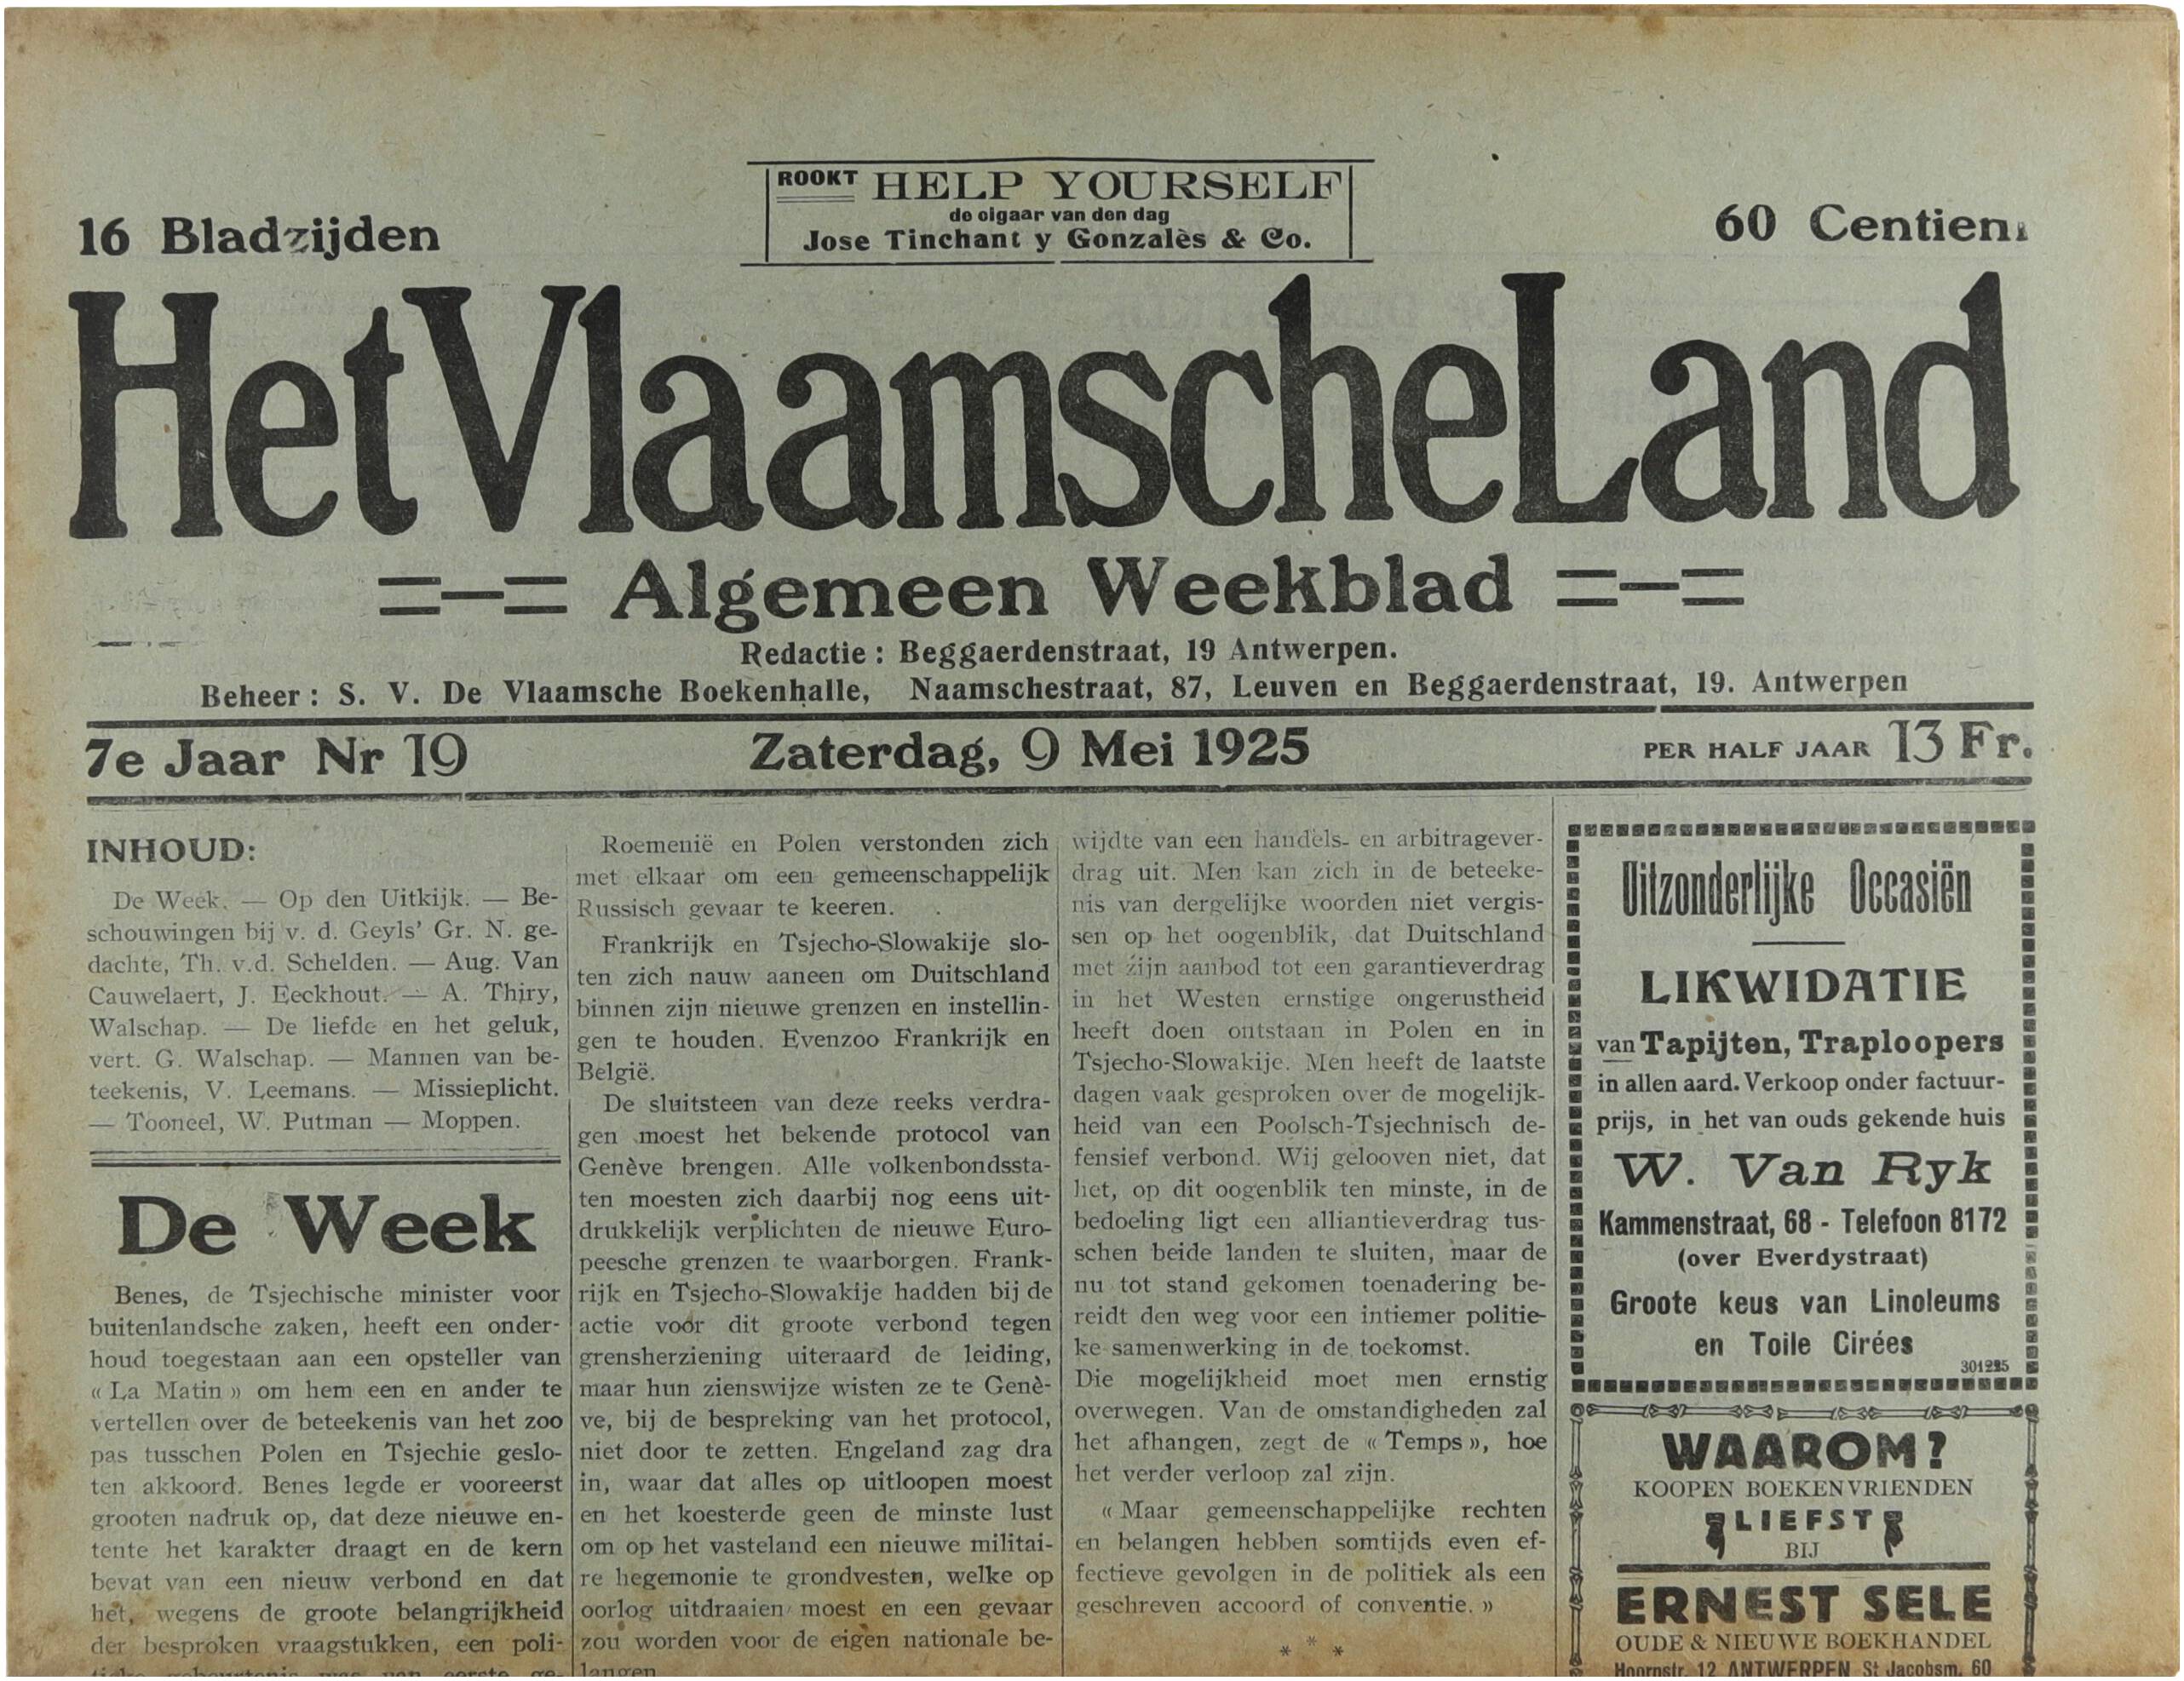 ROOKT HELP YOURSELF
de cigaar van den dag
Jose Tinchant y Gonzalès & Co.
16 Bladzijden
60 Centiem
Het Vlaamsche Land
=-= Algemeen Weekblad =-=
Redactie : Beggaerdenstraat, 19 Antwerpen.
Beheer : S. V. De Vlaamsche Boekenhalle, Naamschestraat, 87, Leuven en Beggaerdenstraat, 19. Antwerpen
7e Jaar Nr 19
Zaterdag, 9 Mei 1925
PER HALF JAAR 13 Fr.
INHOUD:
De Week. — Op den Uitkijk. — Be-
schouwingen bij v. d. Geyls' Gr. N. ge-
dachte, Th. v.d. Schelden. — Aug. Van
Cauwelaert, J. Eeckhout. — A. Thiry,
Walschap. — De liefde en het geluk,
vert. G. Walschap. — Mannen van be-
teekenis, V. Leemans. — Missieplicht.
— Tooneel, W. Putman — Moppen.
De Week
Benes, de Tsjechische minister voor
buitenlandsche zaken, heeft een onder-
houd toegestaan aan een opsteller van
« La Matin » om hem een en ander te
vertellen over de beteekenis van het zoo
pas tusschen Polen en Tsjechie geslo-
ten akkoord. Benes legde er vooreerst
grooten nadruk op, dat deze nieuwe en-
tente het karakter draagt en de kern
bevat van een nieuw verbond en dat
het, wegens de groote belangrijkheid
der besproken vraagstukken, een poli-
Roemenië en Polen verstonden zich
met elkaar om een gemeenschappelijk
Russisch gevaar te keeren.
Frankrijk en Tsjecho-Slowakije slo-
ten zich nauw aaneen om Duitschland
binnen zijn nieuwe grenzen en instellin-
gen te houden. Evenzoo Frankrijk en
België.
De sluitsteen van deze reeks verdra-
gen moest het bekende protocol van
Genève brengen. Alle volkenbondssta-
ten moesten zich daarbij nog eens uit-
drukkelijk verplichten de nieuwe Euro-
peesche grenzen te waarborgen. Frank-
rijk en Tsjecho-Slowakije hadden bij de
actie voor dit groote verbond tegen
grensherziening uiteraard de leiding,
maar hun zienswijze wisten ze te Genè-
ve, bij de bespreking van het protocol,
niet door te zetten. Engeland zag dra
in, waar dat alles op uitloopen moest
en het koesterde geen de minste lust
om op het vasteland een nieuwe militai-
re hegemonie te grondvesten, welke op
oorlog uitdraaien moest en een gevaar
zou worden voor de eigen nationale be-
langen
wijdte van een handels- en arbitragever-
drag uit. Men kan zich in de beteeke-
nis van dergelijke woorden niet vergis-
sen op het oogenblik, dat Duitschland
met zijn aanbod tot een garantieverdrag
in het Westen ernstige ongerustheid
heeft doen ontstaan in Polen en in
Tsjecho-Slowakije. Men heeft de laatste
dagen vaak gesproken over de mogelijk-
heid van een Poolsch-Tsjechnisch de-
fensief verbond. Wij gelooven niet, dat
het, op dit oogenblik ten minste, in de
bedoeling ligt een alliantieverdrag tus-
schen beide landen te sluiten, maar de
nu tot stand gekomen toenadering be-
reidt den weg voor een intiemer politie-
ke samenwerking in de toekomst.
Die mogelijkheid moet men ernstig
overwegen. Van de omstandigheden zal
het afhangen, zegt de « Temps », hoe
het verder verloop zal zijn.
« Maar gemeenschappelijke rechten
en belangen hebben somtijds even ef-
fectieve gevolgen in de politiek als een
geschreven accoord of conventie. »
* * *
Uitzonderlijke Occasiën
LIKWIDATIE
van Tapijten, Traploopers
in allen aard. Verkoop onder factuur-
prijs, in het van ouds gekende huis
W. Van Ryk
Kammenstraat, 68 - Telefoon 8172
(over Everdystraat)
Groote keus van Linoleums
en Toile Cirées
301225
WAAROM?
KOOPEN BOEKENVRIENDEN
LIEFST
BIJ
ERNEST SELE
OUDE & NIEUWE BOEKHANDEL
Hoornstr. 12 ANTWERPEN St Jacobsm. 60